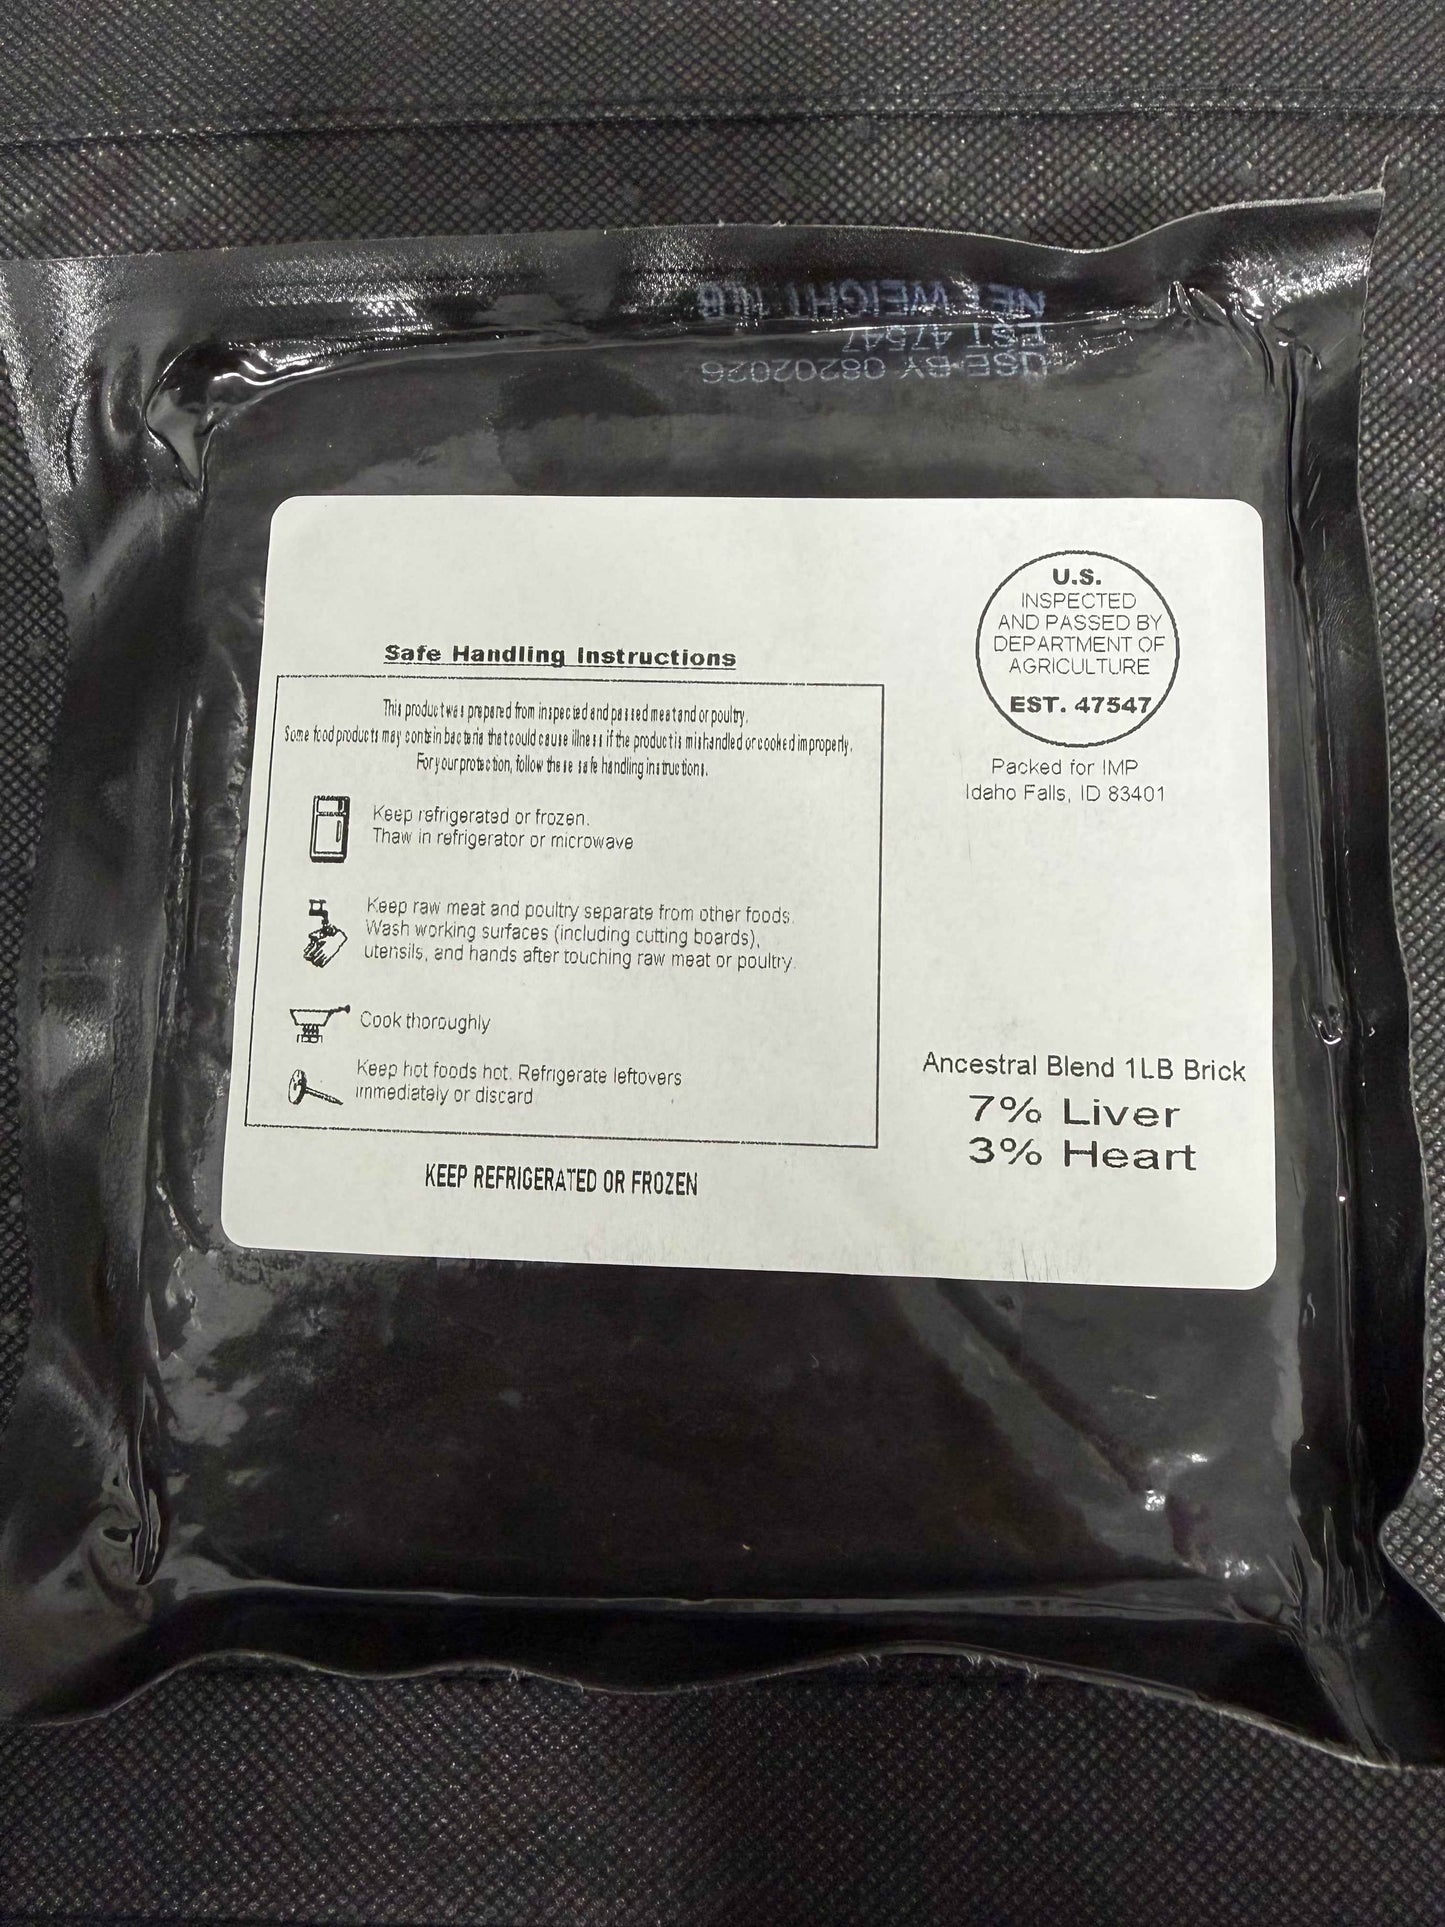 NET WEIGHT 1LB
EST 47547
USE BY 08202026
Safe Handling Instructions
This product was prepared from inspected and passed meat and or poultry.
Some food products may contain bacteria that could cause illness if the product is mishandled or cooked improperly.
For your protection, follow these safe handling instructions.
Keep refrigerated or frozen.
Thaw in refrigerator or microwave
Keep raw meat and poultry separate from other foods.
Wash working surfaces (including cutting boards),
utensils, and hands after touching raw meat or poultry.
Cook thoroughly
Keep hot foods hot. Refrigerate leftovers
immediately or discard
KEEP REFRIGERATED OR FROZEN
U.S.
INSPECTED
AND PASSED BY
DEPARTMENT OF
AGRICULTURE
EST. 47547
Packed for IMP
Idaho Falls, ID 83401
Ancestral Blend 1LB Brick
7% Liver
3% Heart